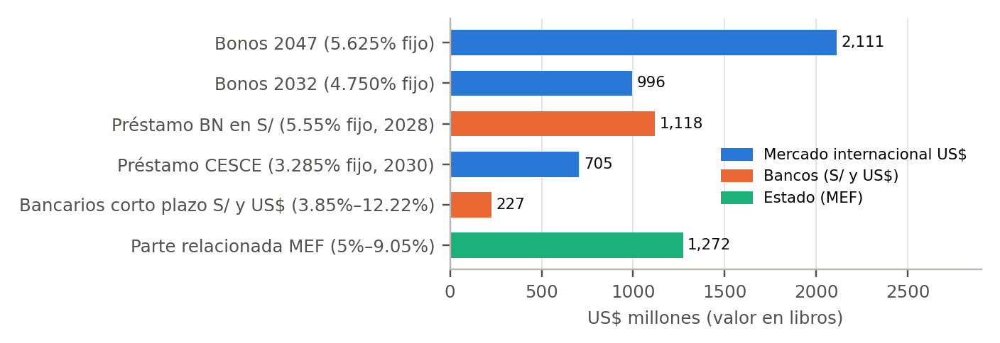 Bonos 2047 (5.625% fijo)
2,111
Bonos 2032 (4.750% fijo)
996
Préstamo BN en S/ (5.55% fijo, 2028)
1,118
Préstamo CESCE (3.285% fijo, 2030)
705
Bancarios corto plazo S/ y US$ (3.85%–12.22%)
227
Parte relacionada MEF (5%–9.05%)
1,272
Mercado internacional US$
Bancos (S/ y US$)
Estado (MEF)
0 500 1000 1500 2000 2500
US$ millones (valor en libros)